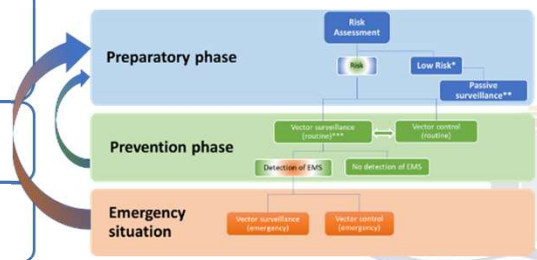 Preparatory phase
Risk
Assessment
Risk
Low Risk*
Passive
surveillance**
Prevention phase
Vector surveillance
(routine)***
Vector control
(routine)
Detection of EMS
No detection of EMS
Emergency
situation
Vector surveillance
(emergency)
Vector control
(emergency)